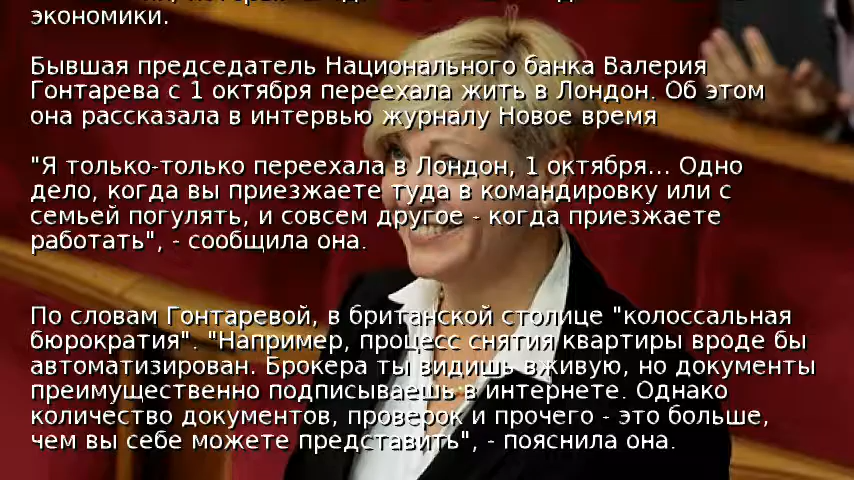 экономики.
Бывшая председатель Национального банка Валерия
Гонтарева с 1 октября переехала жить в Лондон. Об этом
она рассказала в интервью журналу Новое время
"Я только-только переехала в Лондон, 1 октября... Одно
дело, когда вы приезжаете туда в командировку или с
семьей погулять, и совсем другое - когда приезжаете
работать", - сообщила она.
По словам Гонтаревой, в британской столице "колоссальная
бюрократия". "Например, процесс снятия квартиры вроде бы
автоматизирован. Брокера ты видишь вживую, но документы
преимущественно подписываешь в интернете. Однако
количество документов, проверок и прочего - это больше,
чем вы себе можете представить", - пояснила она.